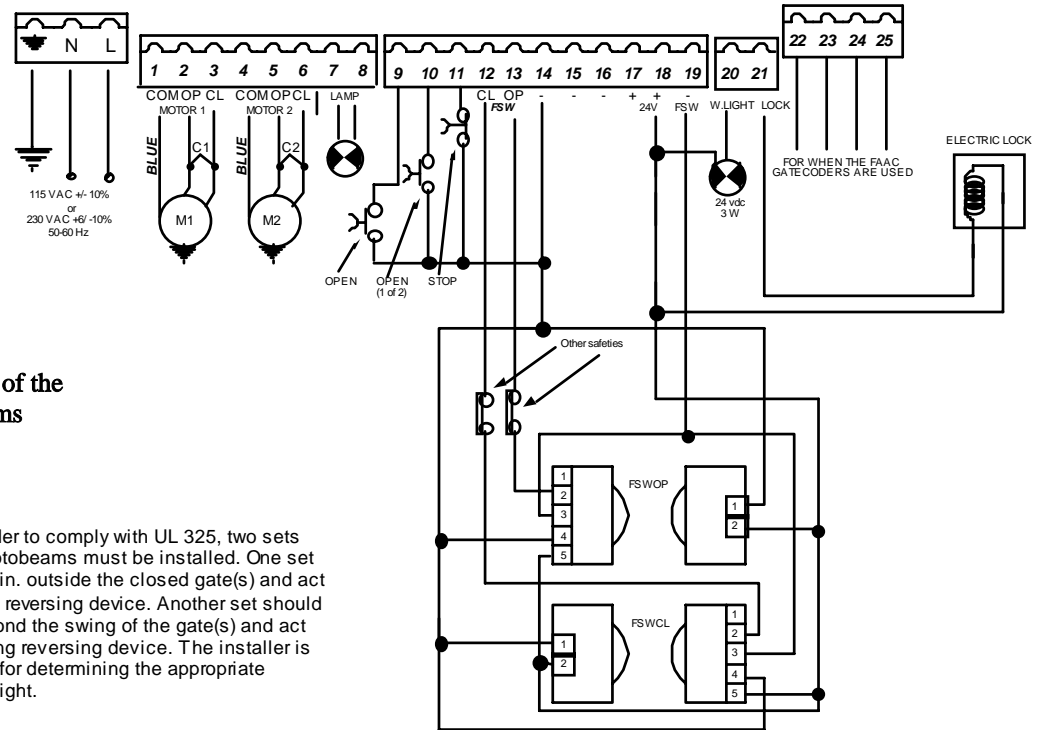 N L
1 2 3 4 5 6 7 8 9 10 11 12 13 14 15 16 17 18 19 20 21 22 23 24 25
COM OP CL COM OP CL LAMP CL OP - - - + + - W.LIGHT LOCK
MOTOR 1 MOTOR 2 FSW 24V FSW
BLUE C1 BLUE C2
M1 M2
115 VAC +/- 10%
or
230 VAC +6/ -10%
50-60 Hz
OPEN OPEN STOP
(1 of 2)
24 vdc
3 W
FOR WHEN THE FAAC
GATECODERS ARE USED
ELECTRIC LOCK
Other safeties
of the
ms
der to comply with UL 325, two sets
otobeams must be installed. One set
in. outside the closed gate(s) and act
reversing device. Another set should
ond the swing of the gate(s) and act
ng reversing device. The installer is
for determining the appropriate
ight.
FSWOP
1
2
3
4
5
1
2
FSWCL
1
2
1
2
3
4
5